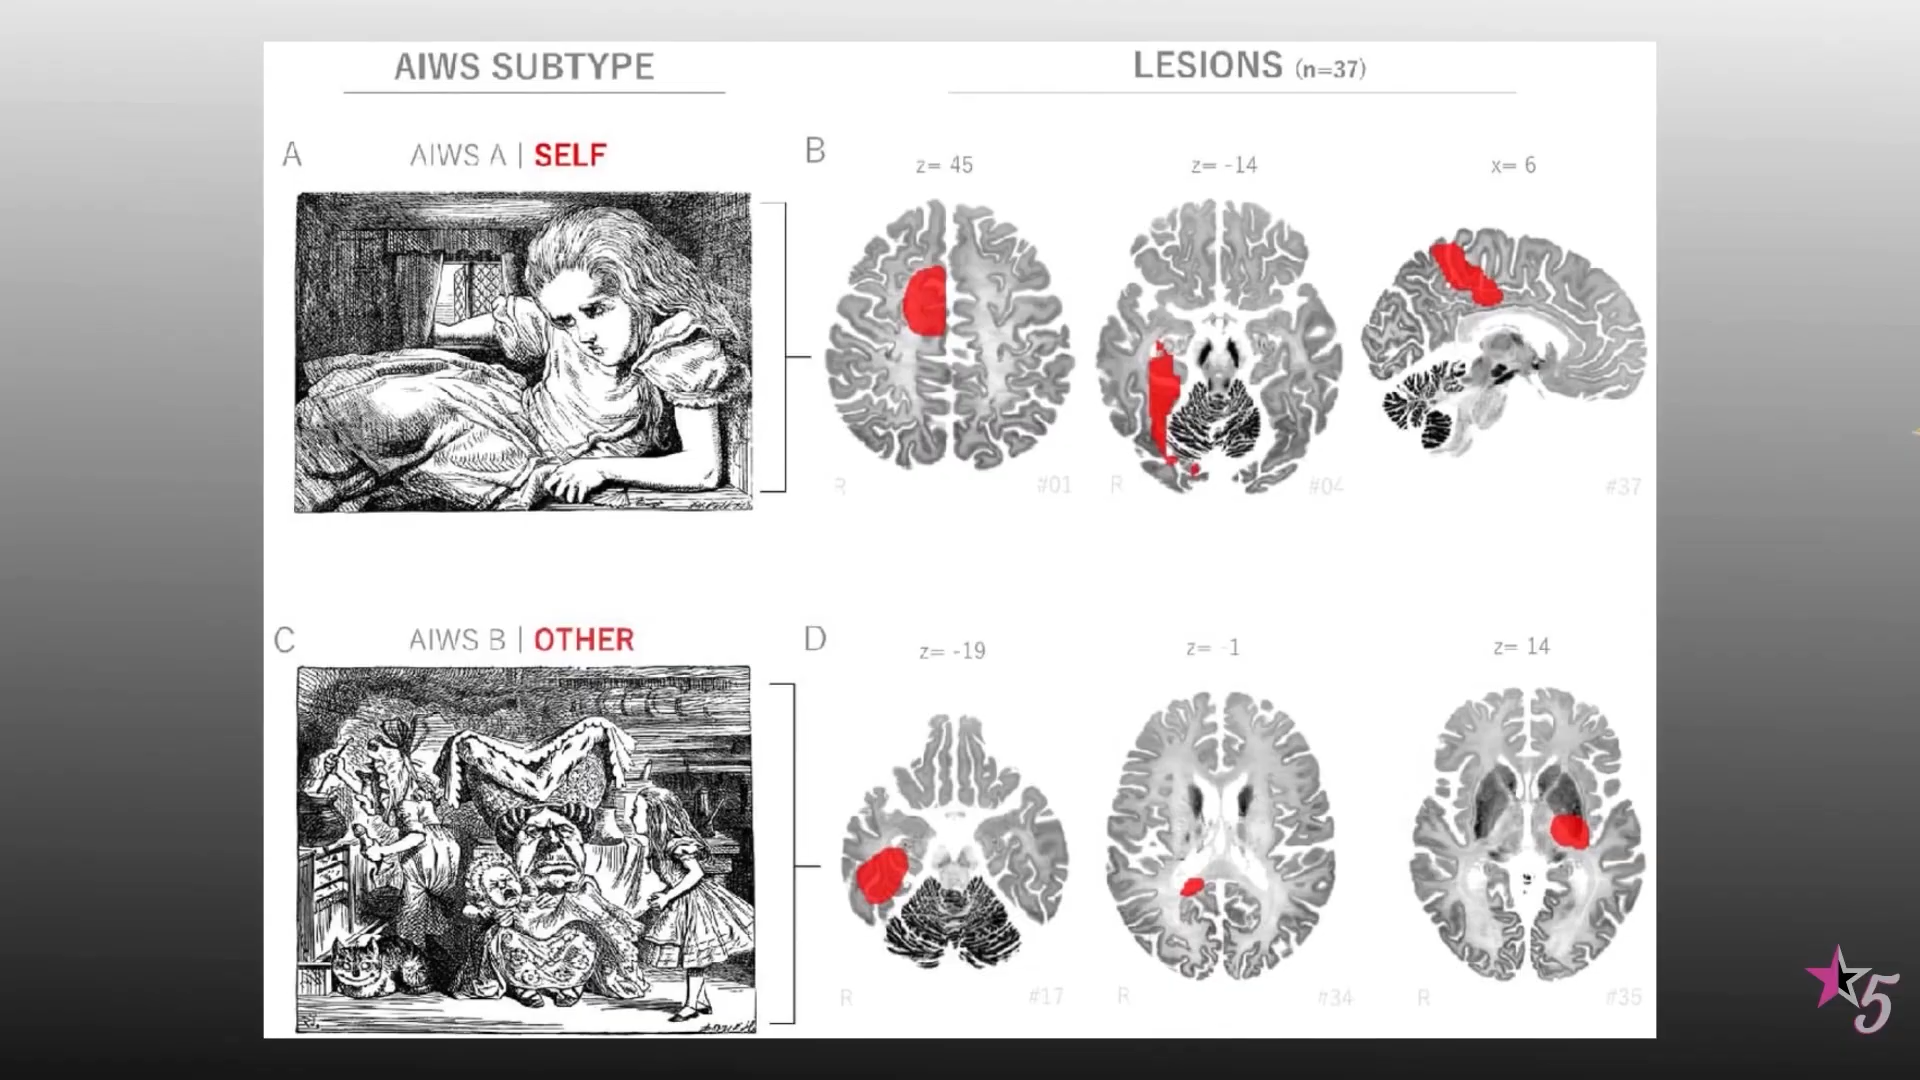 AIWS SUBTYPE
LESIONS (n=37)
A
AIWS A | SELF
B
z= 45
z= -14
x= 6
R
#01
R
#04
#37
C
AIWS B | OTHER
D
z= -19
z= -1
z= 14
R
#17
R
#34
R
#35
5